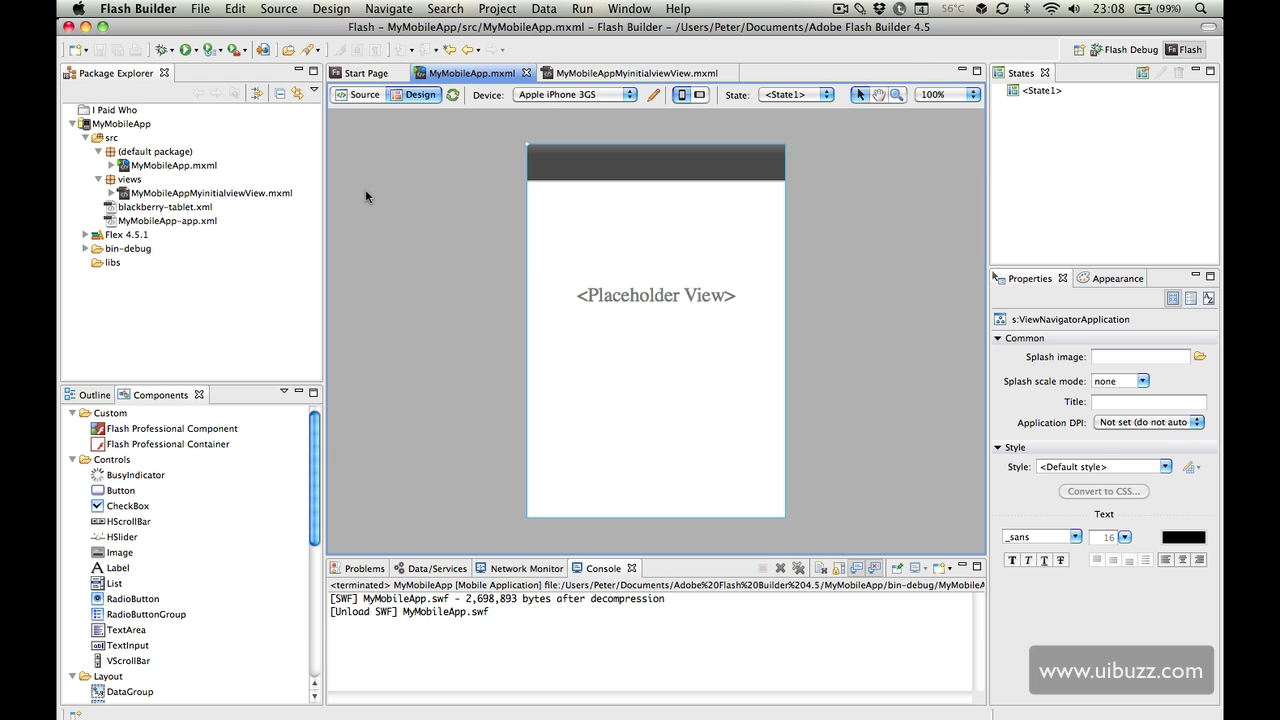 Flash Builder File Edit Source Design Navigate Search Project Data Run Window Help 4 56°C 23:08 (99%)
Flash - MyMobileApp/src/MyMobileApp.mxml - Flash Builder - /Users/Peter/Documents/Adobe Flash Builder 4.5
Flash Debug Fn Flash
Package Explorer
I Paid Who
MyMobileApp
src
(default package)
MyMobileApp.mxml
views
MyMobileAppMyinitialviewView.mxml
blackberry-tablet.xml
MyMobileApp-app.xml
Flex 4.5.1
bin-debug
libs
Outline Components
Custom
Flash Professional Component
Flash Professional Container
Controls
BusyIndicator
Button
CheckBox
HScrollBar
HSlider
Image
Label
List
RadioButton
RadioButtonGroup
TextArea
TextInput
VScrollBar
Layout
DataGroup
Fn Start Page MyMobileApp.mxml MyMobileAppMyinitialviewView.mxml
Source Design Device: Apple iPhone 3GS State: <State1> 100%
<Placeholder View>
Problems Data/Services Network Monitor Console
<terminated> MyMobileApp [Mobile Application] file:/Users/Peter/Documents/Adobe%20Flash%20Builder%204.5/MyMobileApp/bin-debug/MyMobileA
[SWF] MyMobileApp.swf - 2,698,893 bytes after decompression
[Unload SWF] MyMobileApp.swf
States
<State1>
Properties Appearance
s:ViewNavigatorApplication
Common
Splash image:
Splash scale mode: none
Title:
Application DPI: Not set (do not auto
Style
Style: <Default style>
Convert to CSS...
Text
_sans 16
T T T T
www.uibuzz.com